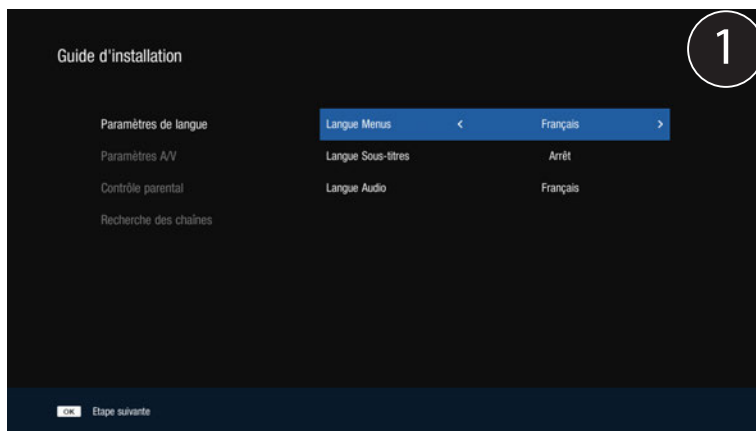 1
Guide d'installation
Paramètres de langue
Langue Menus < Français >
Paramètres A/V
Langue Sous-titres Arrêt
Contrôle parental
Langue Audio Français
Recherche des chaînes
OK Etape suivante